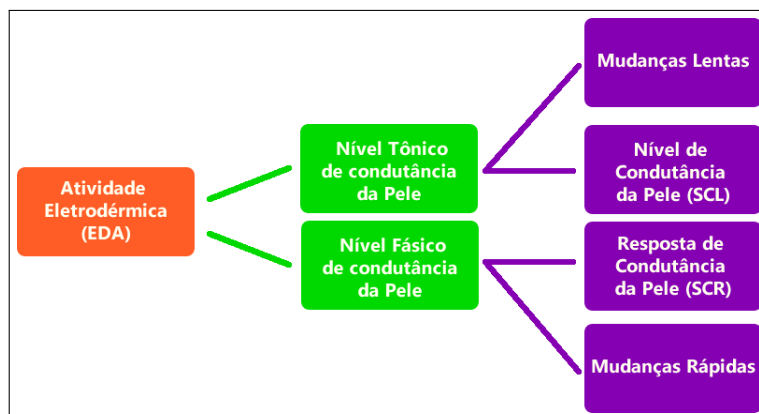 Atividade
Eletrodérmica
(EDA)
Nível Tônico
de condutância
da Pele
Nível Fásico
de condutância
da Pele
Mudanças Lentas
Nível de
Condutância
da Pele (SCL)
Resposta de
Condutância
da Pele (SCR)
Mudanças Rápidas